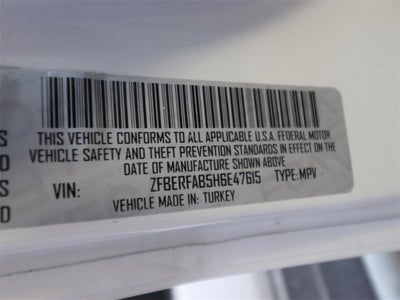 THIS VEHICLE CONFORMS TO ALL APPLICABLE U.S.A. FFDERAL MOTOR
VEHICLE SAFETY AND THEFT PREVENTION STANDARDS IN EFFECT ON THE
DATE OF MANUFACTURE SHOWN ABOVE
VIN: ZFBERFAB5H6E47615 TYPE: MPV
VEHICLE MADE IN: TURKEY